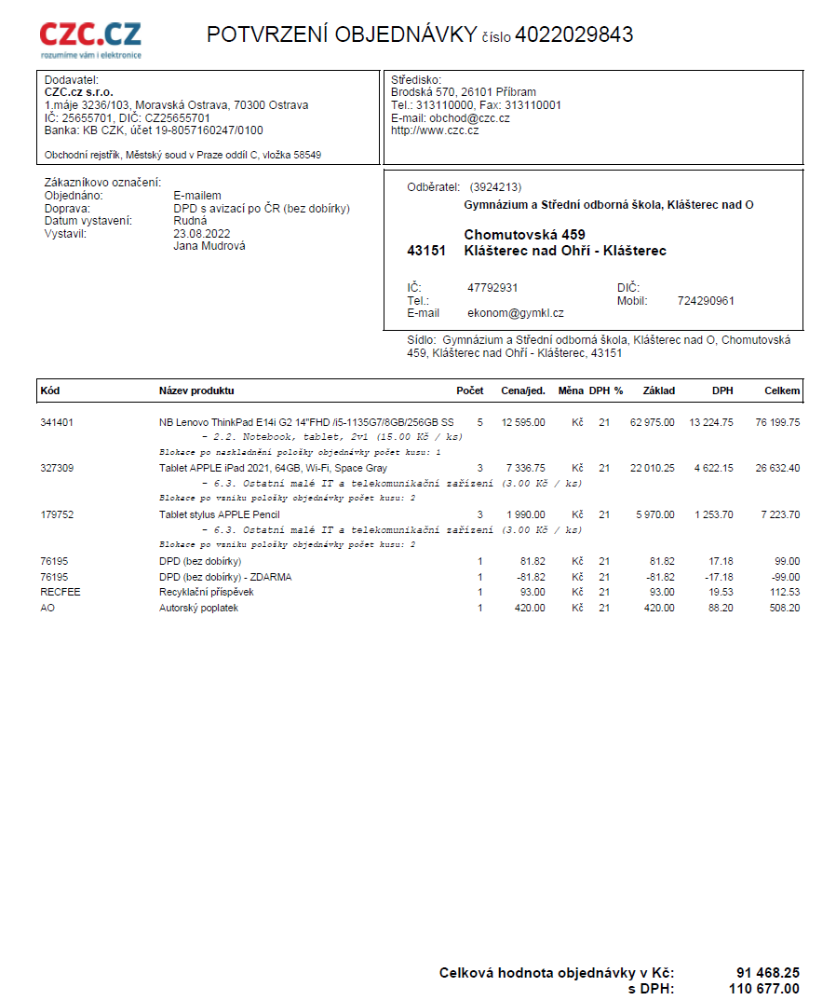 CZC.CZ
rozumíme vám i elektronice
POTVRZENÍ OBJEDNÁVKY číslo 4022029843
Dodavatel:
CZC.cz s.r.o.
1.máje 3236/103, Moravská Ostrava, 70300 Ostrava
IČ: 25655701, DIČ: CZ25655701
Banka: KB CZK, účet 19-8057160247/0100
Obchodní rejstřík, Městský soud v Praze oddíl C, vložka 58549
Středisko:
Brodská 570, 26101 Příbram
Tel.: 313110000, Fax: 313110001
E-mail: obchod@czc.cz
http://www.czc.cz
Zákazníkovo označení:
Objednáno: E-mailem
Doprava: DPD s avizací po ČR (bez dobírky)
Datum vystavení: Rudná
Vystavil: 23.08.2022
Jana Mudrová
Odběratel: (3924213)
Gymnázium a Střední odborná škola, Klášterec nad O
Chomutovská 459
43151 Klášterec nad Ohří - Klášterec
IČ: 47792931 DIČ:
Tel.: Mobil: 724290961
E-mail ekonom@gymkl.cz
Sídlo: Gymnázium a Střední odborná škola, Klášterec nad O, Chomutovská
459, Klášterec nad Ohří - Klášterec, 43151
Kód Název produktu Počet Cena/jed. Měna DPH % Základ DPH Celkem
341401 NB Lenovo ThinkPad E14i G2 14"FHD /i5-1135G7/8GB/256GB SS 5 12 595.00 Kč 21 62 975.00 13 224.75 76 199.75
- 2.2. Notebook, tablet, 2v1 (15.00 Kč / ks)
Blokace po naskladnění položky objednávky počet kusu: 1
327309 Tablet APPLE iPad 2021, 64GB, Wi-Fi, Space Gray 3 7 336.75 Kč 21 22 010.25 4 622.15 26 632.40
- 6.3. Ostatní malé IT a telekomunikační zařízení (3.00 Kč / ks)
Blokace po vzniku položky objednávky počet kusu: 2
179752 Tablet stylus APPLE Pencil 3 1 990.00 Kč 21 5 970.00 1 253.70 7 223.70
- 6.3. Ostatní malé IT a telekomunikační zařízení (3.00 Kč / ks)
Blokace po vzniku položky objednávky počet kusu: 2
76195 DPD (bez dobírky) 1 81.82 Kč 21 81.82 17.18 99.00
76195 DPD (bez dobírky) - ZDARMA 1 -81.82 Kč 21 -81.82 -17.18 -99.00
RECFEE Recyklační příspěvek 1 93.00 Kč 21 93.00 19.53 112.53
AO Autorský poplatek 1 420.00 Kč 21 420.00 88.20 508.20
Celková hodnota objednávky v Kč: 91 468.25
s DPH: 110 677.00